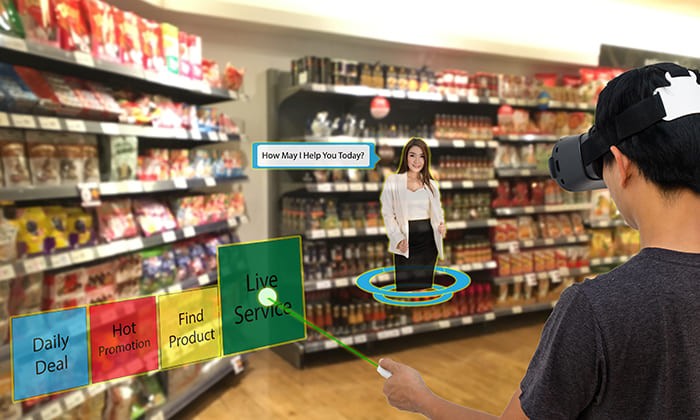 How May I Help You Today?
Live
Service
Find
Product
Hot
Promotion
Daily
Deal